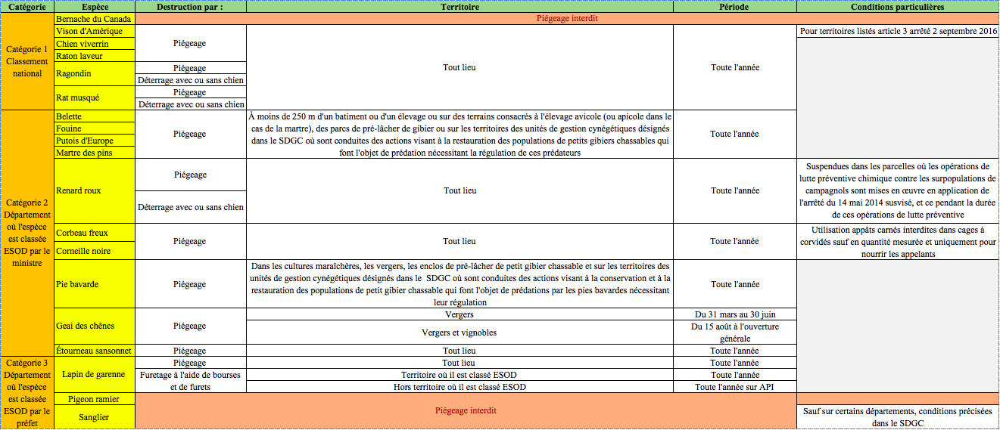 Catégorie Espèce Destruction par : Territoire Période Conditions particulières
Catégorie 1
Classement
national
Bernache du Canada
Piégeage interdit
Vison d'Amérique
Chien viverrin
Raton laveur
Piégeage
Ragondin
Piégeage
Déterrage avec ou sans chien
Rat musqué
Piégeage
Déterrage avec ou sans chien
Tout lieu
Toute l'année
Pour territoires listés article 3 arrêté 2 septembre 2016
Catégorie 2
Département
où l'espèce
est classée
ESOD par le
ministre
Belette
Fouine
Putois d'Europe
Martre des pins
Piégeage
À moins de 250 m d'un batiment ou d'un élevage ou sur des terrains consacrés à l'élevage avicole (ou apicole dans le
cas de la martre), des parcs de pré-lâcher de gibier ou sur les territoires des unités de gestion cynégétiques désignés
dans le SDGC où sont conduites des actions visant à la restauration des populations de petits gibiers chassables qui
font l'objet de prédation nécessitant la régulation de ces prédateurs
Toute l'année
Renard roux
Piégeage
Déterrage avec ou sans chien
Tout lieu
Toute l'année
Suspendues dans les parcelles où les opérations de
lutte préventive chimique contre les surpopulations de
campagnols sont mises en œuvre en application de
l'arrêté du 14 mai 2014 susvisé, et ce pendant la durée
de ces opérations de lutte préventive
Corbeau freux
Corneille noire
Piégeage
Tout lieu
Toute l'année
Utilisation appâts carnés interdites dans cages à
corvidés sauf en quantité mesurée et uniquement pour
nourrir les appelants
Pie bavarde
Piégeage
Dans les cultures maraîchères, les vergers, les enclos de pré-lâcher de petit gibier chassable et sur les territoires des
unités de gestion cynégétiques désignés dans le SDGC où sont conduites des actions visant à la conservation et à la
restauration des populations de petit gibier chassable qui font l'objet de prédations par les pies bavardes nécessitant
leur régulation
Toute l'année
Geai des chênes
Piégeage
Vergers
Du 31 mars au 30 juin
Vergers et vignobles
Du 15 août à l'ouverture
générale
Étourneau sansonnet
Piégeage
Tout lieu
Toute l'année
Catégorie 3
Département
où l'espèce
est classée
ESOD par le
préfet
Lapin de garenne
Piégeage
Tout lieu
Toute l'année
Furetage à l'aide de bourses
et de furets
Territoire où il est classé ESOD
Toute l'année
Hors territoire où il est classé ESOD
Toute l'année sur API
Pigeon ramier
Sanglier
Piégeage interdit
Sauf sur certains départements, conditions précisées
dans le SDGC